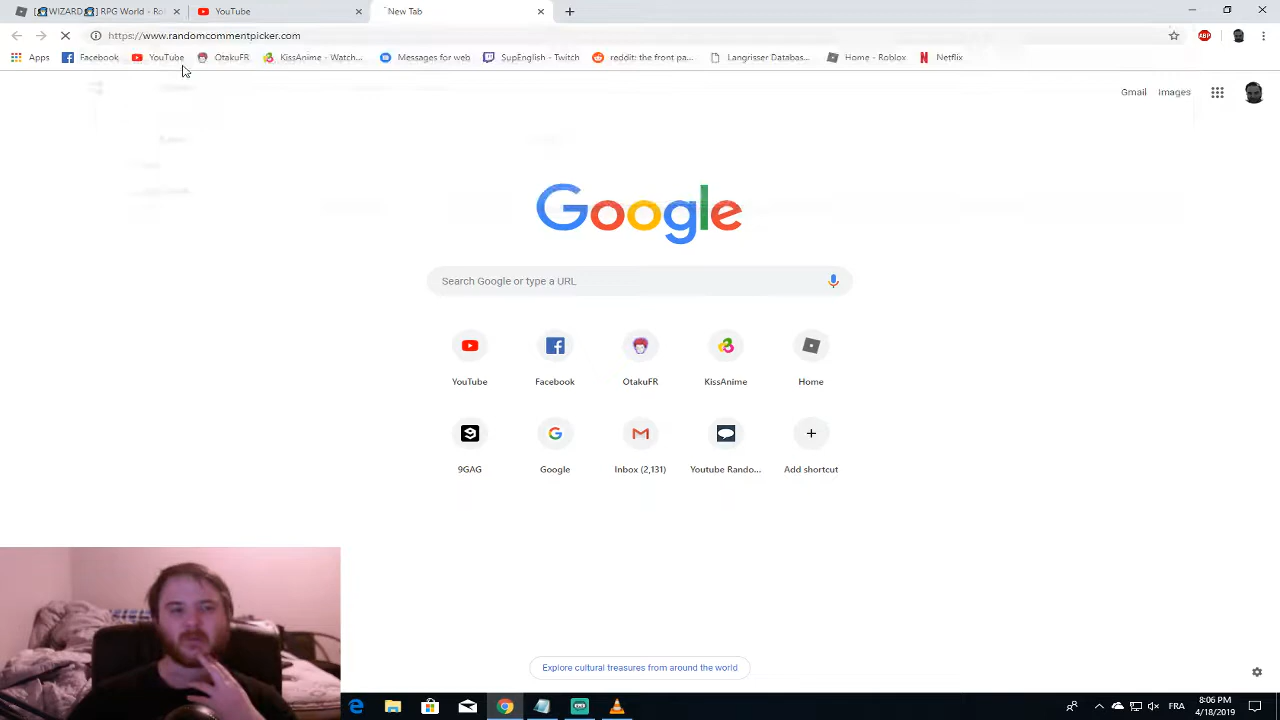 WIZARD RPG World - Ro
YouTube
New Tab
https://www.randomcommentpicker.com
ABP
Apps
Facebook
YouTube
OtakuFR
KissAnime - Watch...
Messages for web
SupEnglish - Twitch
reddit: the front pa...
Langrisser Databas...
Home - Roblox
Netflix
Gmail
Images
Google
Search Google or type a URL
YouTube
Facebook
OtakuFR
KissAnime
Home
9GAG
Google
Inbox (2,131)
Youtube Rando...
Add shortcut
Explore cultural treasures from around the world
FRA
8:06 PM
4/18/2019